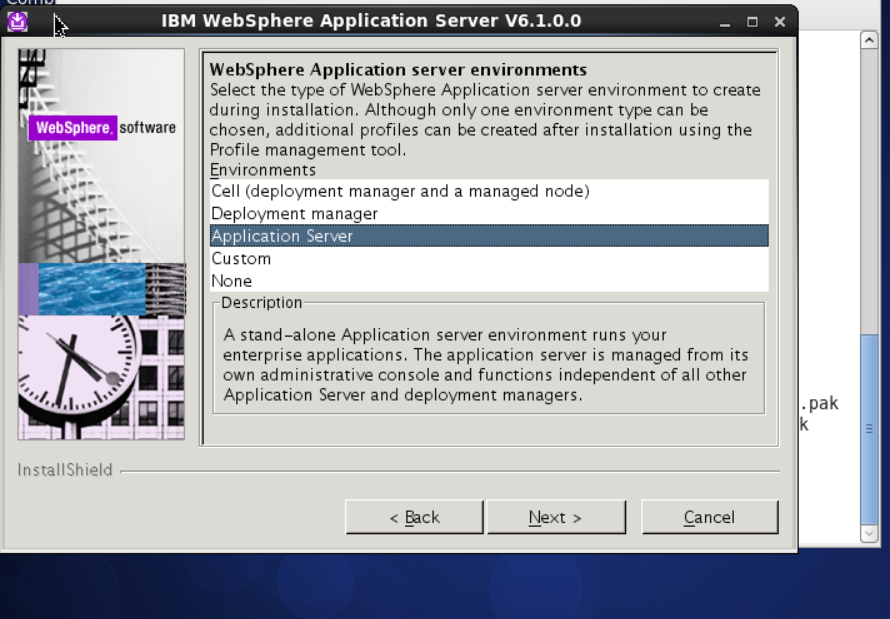 IBM WebSphere Application Server V6.1.0.0
WebSphere software
WebSphere Application server environments
Select the type of WebSphere Application server environment to create
during installation. Although only one environment type can be
chosen, additional profiles can be created after installation using the
Profile management tool.
Environments
Cell (deployment manager and a managed node)
Deployment manager
Application Server
Custom
None
Description
A stand-alone Application server environment runs your
enterprise applications. The application server is managed from its
own administrative console and functions independent of all other
Application Server and deployment managers.
.pak
k
InstallShield
< Back
Next >
Cancel